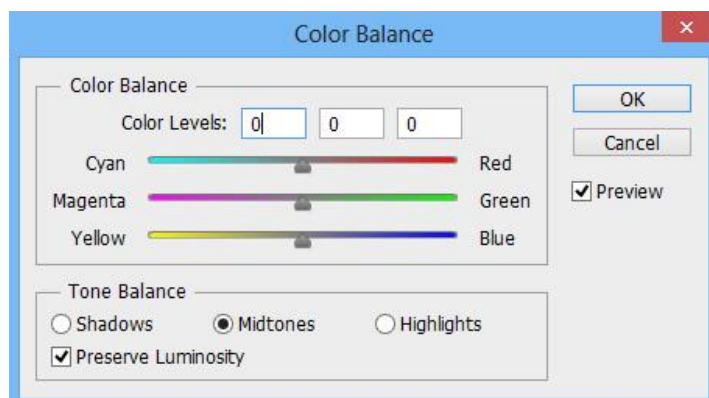 Color Balance
Color Balance
Color Levels: 0 0 0
Cyan Red
Magenta Green
Yellow Blue
Tone Balance
Shadows Midtones Highlights
Preserve Luminosity
OK
Cancel
Preview